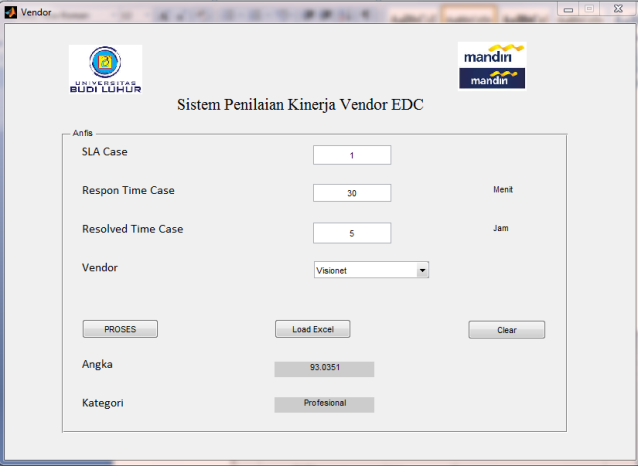 Vendor
UNIVERSITAS
BUDI LUHUR
mandiri
mandiri
Sistem Penilaian Kinerja Vendor EDC
Anfis
SLA Case 1
Respon Time Case 30 Menit
Resolved Time Case 5 Jam
Vendor Visionet
PROSES Load Excel Clear
Angka 93.0351
Kategori Profesional